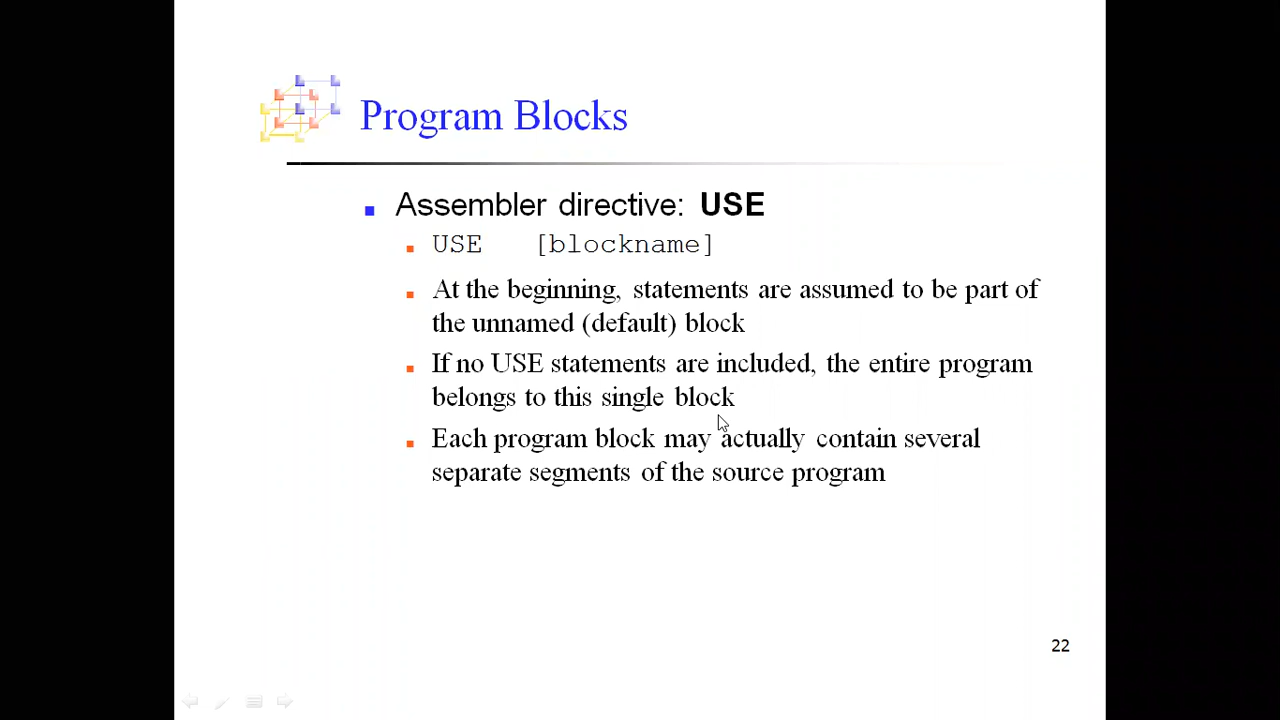 Program Blocks
Assembler directive: USE
USE [blockname]
At the beginning, statements are assumed to be part of
the unnamed (default) block
If no USE statements are included, the entire program
belongs to this single block
Each program block may actually contain several
separate segments of the source program
22